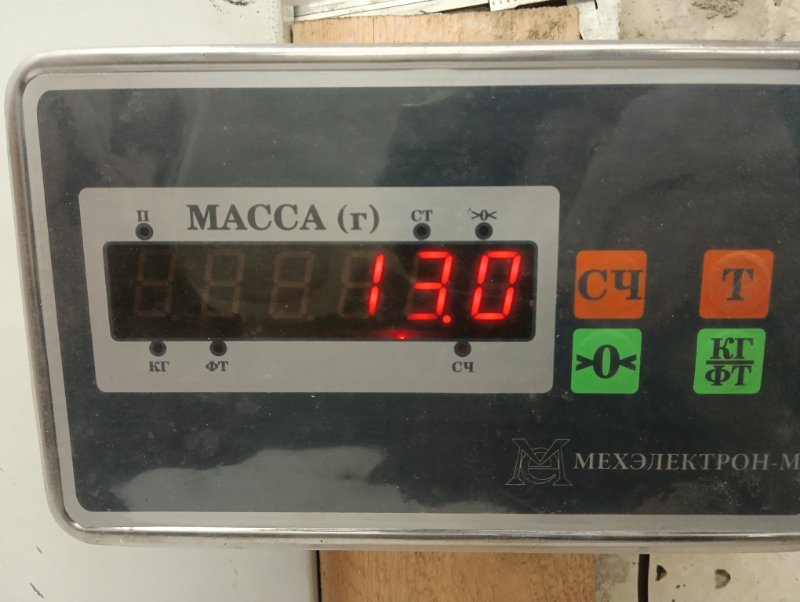 П МАССА (г) СТ >0<
13.0
КГ ФТ СЧ
СЧ Т
>0< КГ/ФТ
МЕХЭЛЕКТРОН-М